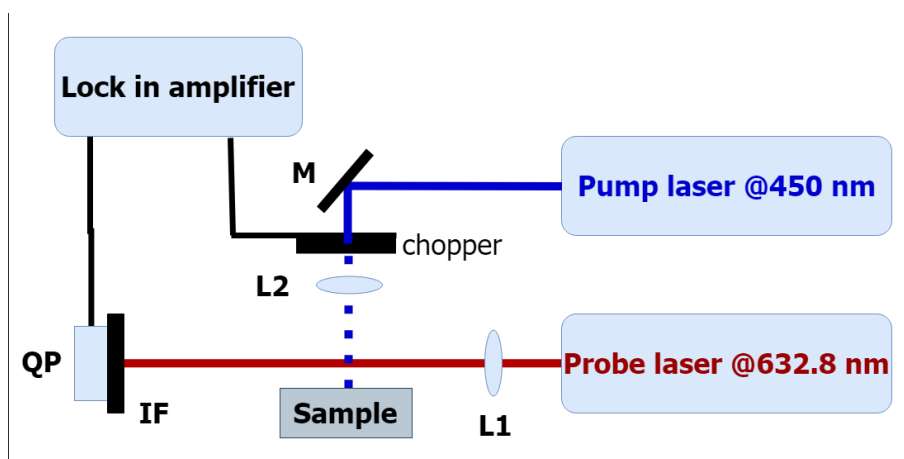 Lock in amplifier
M
Pump laser @450 nm
chopper
L2
QP
Probe laser @632.8 nm
IF
Sample
L1